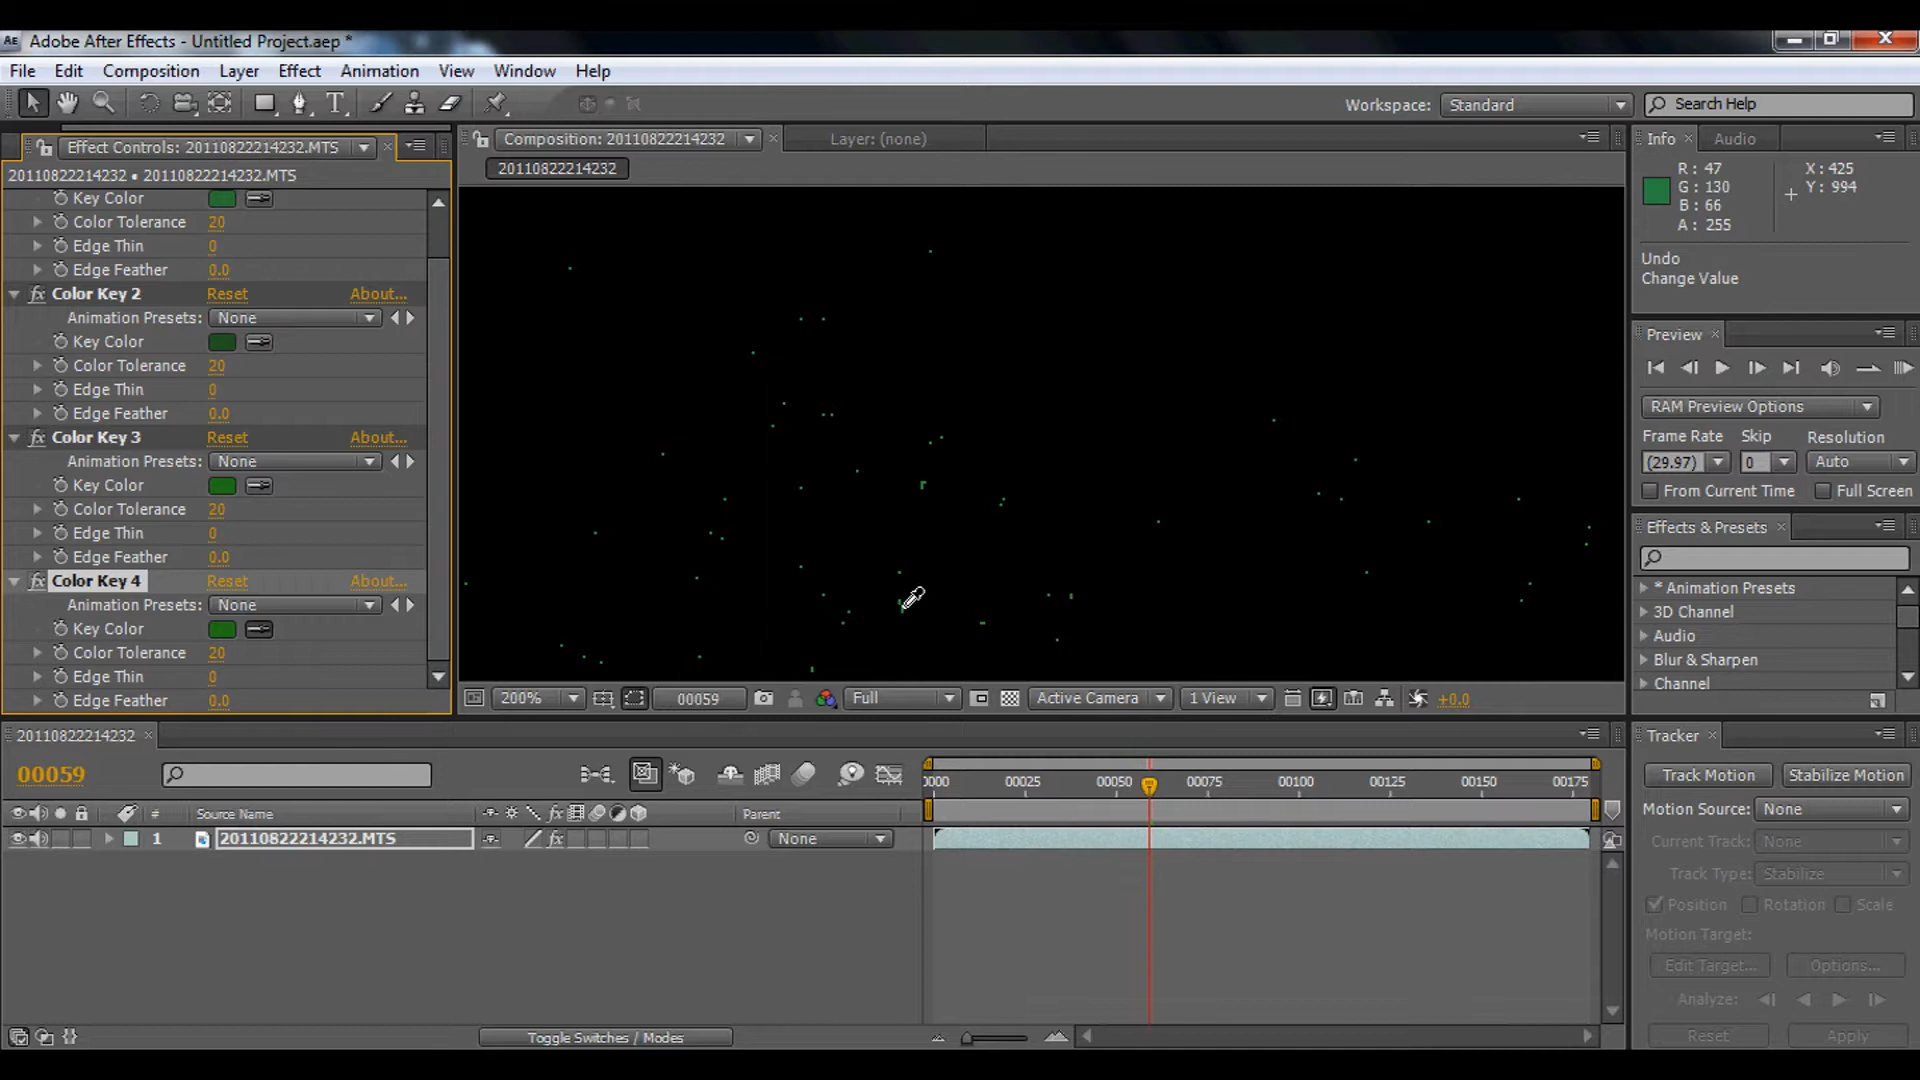 AE Adobe After Effects - Untitled Project.aep *
File Edit Composition Layer Effect Animation View Window Help
T Workspace: Standard Search Help
Effect Controls: 20110822214232.MTS
20110822214232 • 20110822214232.MTS
Key Color
Color Tolerance 20
Edge Thin 0
Edge Feather 0.0
fx Color Key 2 Reset About...
Animation Presets: None
Key Color
Color Tolerance 20
Edge Thin 0
Edge Feather 0.0
fx Color Key 3 Reset About...
Animation Presets: None
Key Color
Color Tolerance 20
Edge Thin 0
Edge Feather 0.0
fx Color Key 4 Reset About...
Animation Presets: None
Key Color
Color Tolerance 20
Edge Thin 0
Edge Feather 0.0
Composition: 20110822214232 Layer: (none)
20110822214232
200% 00059 Full Active Camera 1 View +0.0
Info Audio
R: 47 X: 425
G: 130 Y: 994
B: 66
A: 255
Undo
Change Value
Preview
RAM Preview Options
Frame Rate Skip Resolution
(29.97) 0 Auto
From Current Time Full Screen
Effects & Presets
* Animation Presets
3D Channel
Audio
Blur & Sharpen
Channel
20110822214232
00059
0000 00025 00050 00075 00100 00125 00150 00175
# Source Name fx Parent
1 20110822214232.MTS fx None
Toggle Switches / Modes
Tracker
Track Motion Stabilize Motion
Motion Source: None
Current Track: None
Track Type: Stabilize
Position Rotation Scale
Motion Target:
Edit Target... Options...
Analyze:
Reset Apply